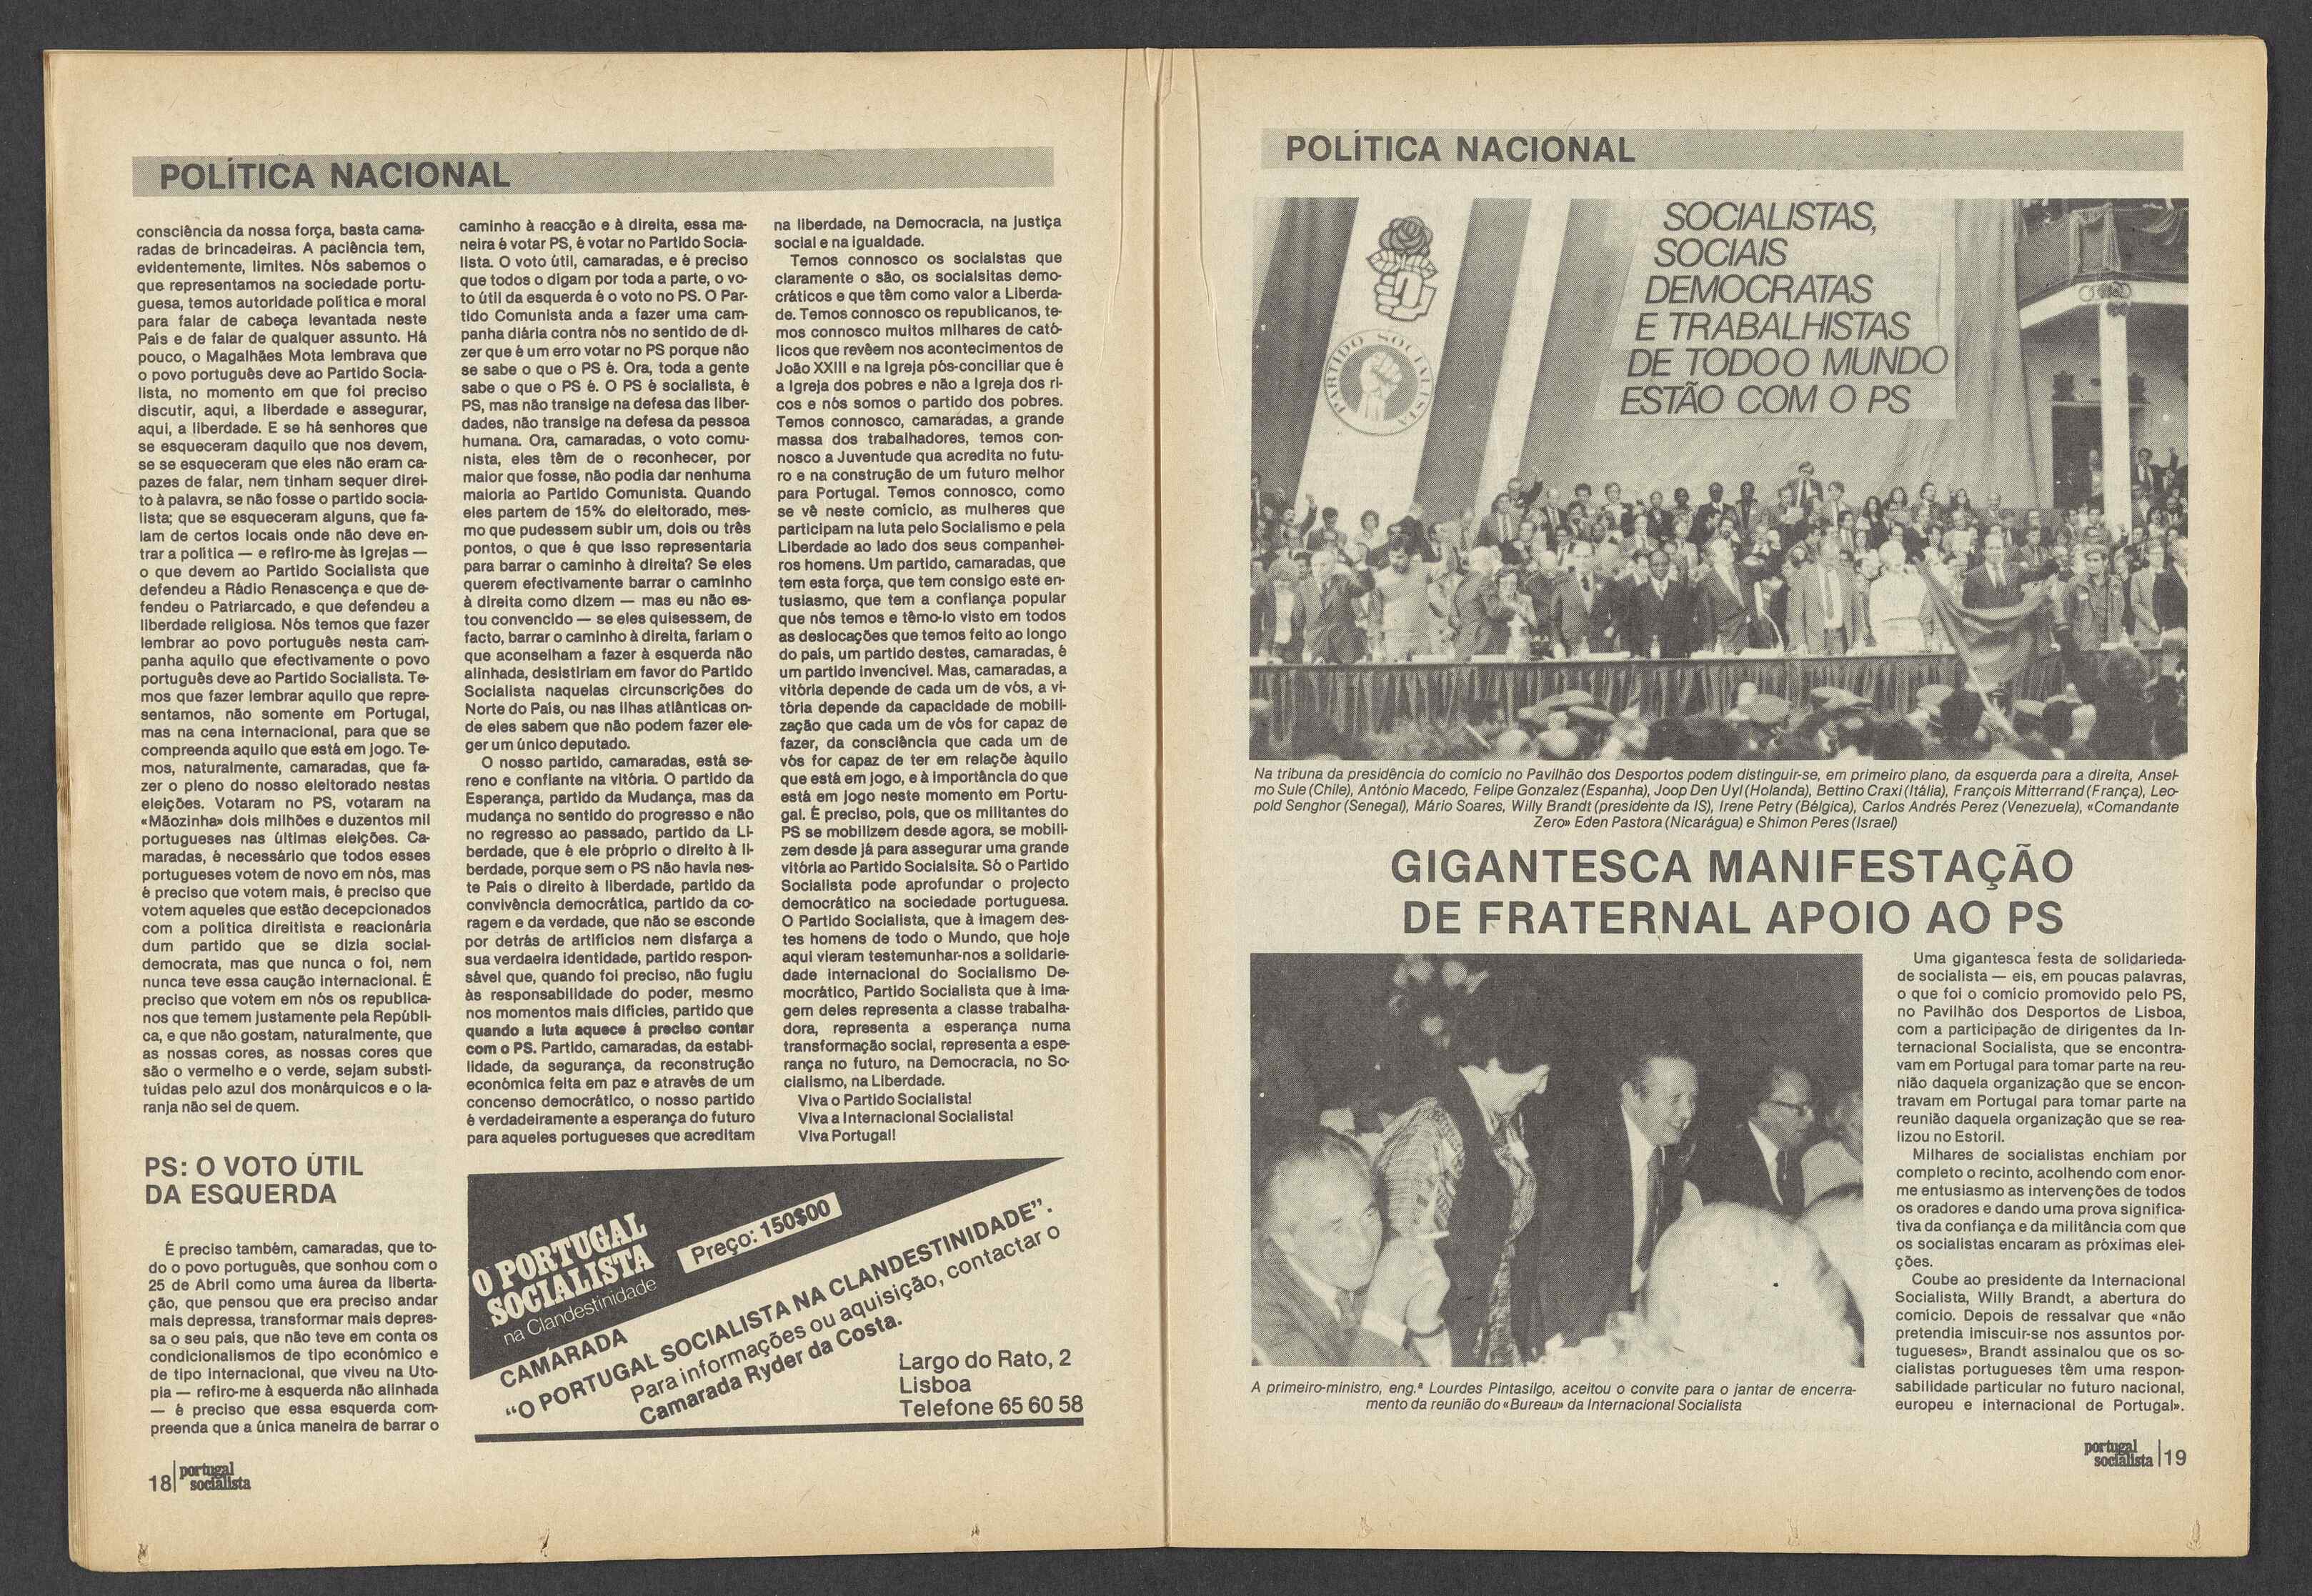 POLÍTICA NACIONAL
consciência da nossa força, basta cama-
radas de brincadeiras. A paciência tem,
evidentemente, limites. Nós sabemos o
que representamos na sociedade portu-
guesa, temos autoridade política e moral
para falar de cabeça levantada neste
País e de falar de qualquer assunto. Há
pouco, o Magalhães Mota lembrava que
o povo português deve ao Partido Socia-
lista, no momento em que foi preciso
discutir, aqui, a liberdade e assegurar,
aqui, a liberdade. E se há senhores que
se esqueceram daquilo que nos devem,
se se esqueceram que eles não eram ca-
pazes de falar, nem tinham sequer direi-
to à palavra, se não fosse o partido socia-
lista; que se esqueceram alguns, que fa-
lam de certos locais onde não deve en-
trar a política — e refiro-me às Igrejas —
o que devem ao Partido Socialista que
defendeu a Rádio Renascença e que de-
fendeu o Patriarcado, e que defendeu a
liberdade religiosa. Nós temos que fazer
lembrar ao povo português nesta cam-
panha aquilo que efectivamente o povo
português deve ao Partido Socialista. Te-
mos que fazer lembrar aquilo que repre-
sentamos, não somente em Portugal,
mas na cena internacional, para que se
compreenda aquilo que está em jogo. Te-
mos, naturalmente, camaradas, que fa-
zer o pleno do nosso eleitorado nestas
eleições. Votaram no PS, votaram na
«Mãozinha» dois milhões e duzentos mil
portugueses nas últimas eleições. Ca-
maradas, é necessário que todos esses
portugueses votem de novo em nós, mas
é preciso que votem mais, é preciso que
votem aqueles que estão decepcionados
com a política direitista e reacionária
dum partido que se dizia social-
democrata, mas que nunca o foi, nem
nunca teve essa caução internacional. É
preciso que votem em nós os republica-
nos que temem justamente pela Repúbli-
ca, e que não gostam, naturalmente, que
as nossas cores, as nossas cores que
são o vermelho e o verde, sejam substi-
tuídas pelo azul dos monárquicos e o la-
ranja não sei de quem.
PS: O VOTO ÚTIL
DA ESQUERDA
É preciso também, camaradas, que to-
do o povo português, que sonhou com o
25 de Abril como uma áurea da liberta-
ção, que pensou que era preciso andar
mais depressa, transformar mais depres-
sa o seu país, que não teve em conta os
condicionalismos de tipo económico e
de tipo internacional, que viveu na Uto-
pia — refiro-me à esquerda não alinhada
— é preciso que essa esquerda com-
preenda que a única maneira de barrar o
caminho à reacção e à direita, essa ma-
neira é votar PS, é votar no Partido Socia-
lista. O voto útil, camaradas, e é preciso
que todos o digam por toda a parte, o vo-
to útil da esquerda é o voto no PS. O Par-
tido Comunista anda a fazer uma cam-
panha diária contra nós no sentido de di-
zer que é um erro votar no PS porque não
se sabe o que o PS é. Ora, toda a gente
sabe o que o PS é. O PS é socialista, é
PS, mas não transige na defesa das liber-
dades, não transige na defesa da pessoa
humana. Ora, camaradas, o voto comu-
nista, eles têm de o reconhecer, por
maior que fosse, não podia dar nenhuma
maioria ao Partido Comunista. Quando
eles partem de 15% do eleitorado, mes-
mo que pudessem subir um, dois ou três
pontos, o que é que isso representaria
para barrar o caminho à direita? Se eles
querem efectivamente barrar o caminho
à direita como dizem — mas eu não es-
tou convencido — se eles quisessem, de
facto, barrar o caminho à direita, fariam o
que aconselham a fazer à esquerda não
alinhada, desistiriam em favor do Partido
Socialista naquelas circunscrições do
Norte do País, ou nas ilhas atlânticas on-
de eles sabem que não podem fazer ele-
ger um único deputado.
O nosso partido, camaradas, está se-
reno e confiante na vitória. O partido da
Esperança, partido da Mudança, mas da
mudança no sentido do progresso e não
no regresso ao passado, partido da Li-
berdade, que é ele próprio o direito à li-
berdade, porque sem o PS não havia nes-
te País o direito à liberdade, partido da
convivência democrática, partido da co-
ragem e da verdade, que não se esconde
por detrás de artifícios nem disfarça a
sua verdaeira identidade, partido respon-
sável que, quando foi preciso, não fugiu
às responsabilidade do poder, mesmo
nos momentos mais difícies, partido que
quando a luta aquece á preciso contar
com o PS. Partido, camaradas, da estabi-
lidade, da segurança, da reconstrução
económica feita em paz e através de um
concenso democrático, o nosso partido
é verdadeiramente a esperança do futuro
para aqueles portugueses que acreditam
na liberdade, na Democracia, na justiça
social e na igualdade.
Temos connosco os socialstas que
claramente o são, os socialsitas demo-
cráticos e que têm como valor a Liberda-
de. Temos connosco os republicanos, te-
mos connosco muitos milhares de cató-
licos que revêem nos acontecimentos de
João XXIII e na Igreja pòs-conciliar que é
a Igreja dos pobres e não a Igreja dos ri-
cos e nós somos o partido dos pobres.
Temos connosco, camaradas, a grande
massa dos trabalhadores, temos con-
nosco a Juventude qua acredita no futu-
ro e na construção de um futuro melhor
para Portugal. Temos connosco, como
se vê neste comício, as mulheres que
participam na luta pelo Socialismo e pela
Liberdade ao lado dos seus companhei-
ros homens. Um partido, camaradas, que
tem esta força, que tem consigo este en-
tusiasmo, que tem a confiança popular
que nós temos e têmo-lo visto em todos
as deslocações que temos feito ao longo
do país, um partido destes, camaradas, é
um partido invencível. Mas, camaradas, a
vitória depende de cada um de vós, a vi-
tória depende da capacidade de mobili-
zação que cada um de vós for capaz de
fazer, da consciência que cada um de
vós for capaz de ter em relação àquilo
que está em jogo, e à importância do que
está em jogo neste momento em Portu-
gal. É preciso, pois, que os militantes do
PS se mobilizem desde agora, se mobili-
zem desde já para assegurar uma grande
vitória ao Partido Socialsita. Só o Partido
Socialista pode aprofundar o projecto
democrático na sociedade portuguesa.
O Partido Socialista, que à imagem des-
tes homens de todo o Mundo, que hoje
aqui vieram testemunhar-nos a solidarie-
dade internacional do Socialismo De-
mocrático, Partido Socialista que à ima-
gem deles representa a classe trabalha-
dora, representa a esperança numa
transformação social, representa a espe-
rança no futuro, na Democracia, no So-
cialismo, na Liberdade.
Viva o Partido Socialista!
Viva a Internacional Socialista!
Viva Portugal!
O PORTUGAL
SOCIALISTA
na Clandestinidade
Preço: 150$00
CAMARADA
“O PORTUGAL SOCIALISTA NA CLANDESTINIDADE”.
Para informações ou aquisição, contactar o
Camarada Ryder da Costa.
Largo do Rato, 2
Lisboa
Telefone 65 60 58
18 portugal
socialista
POLÍTICA NACIONAL
SOCIALISTAS,
SOCIAIS
DEMOCRATAS
E TRABALHISTAS
DE TODO O MUNDO
ESTÃO COM O PS
PARTIDO SOCIALISTA
Na tribuna da presidência do comício no Pavilhão dos Desportos podem distinguir-se, em primeiro plano, da esquerda para a direita, Ansel-
mo Sule (Chile), António Macedo, Felipe Gonzalez (Espanha), Joop Den Uyl (Holanda), Bettino Craxi (Itália), François Mitterrand (França), Leo-
pold Senghor (Senegal), Mário Soares, Willy Brandt (presidente da IS), Irene Petry (Bélgica), Carlos Andrés Perez (Venezuela), «Comandante
Zero» Eden Pastora (Nicarágua) e Shimon Peres (Israel)
GIGANTESCA MANIFESTAÇÃO
DE FRATERNAL APOIO AO PS
A primeiro-ministro, eng.ª Lourdes Pintasilgo, aceitou o convite para o jantar de encerra-
mento da reunião do «Bureau» da Internacional Socialista
Uma gigantesca festa de solidarieda-
de socialista — eis, em poucas palavras,
o que foi o comício promovido pelo PS,
no Pavilhão dos Desportos de Lisboa,
com a participação de dirigentes da In-
ternacional Socialista, que se encontra-
vam em Portugal para tomar parte na reu-
nião daquela organização que se encon-
travam em Portugal para tomar parte na
reunião daquela organização que se rea-
lizou no Estoril.
Milhares de socialistas enchiam por
completo o recinto, acolhendo com enor-
me entusiasmo as intervenções de todos
os oradores e dando uma prova significa-
tiva da confiança e da militância com que
os socialistas encaram as próximas elei-
ções.
Coube ao presidente da Internacional
Socialista, Willy Brandt, a abertura do
comício. Depois de ressalvar que «não
pretendia imiscuir-se nos assuntos por-
tugueses», Brandt assinalou que os so-
cialistas portugueses têm uma respon-
sabilidade particular no futuro nacional,
europeu e internacional de Portugal».
portugal
socialista 19